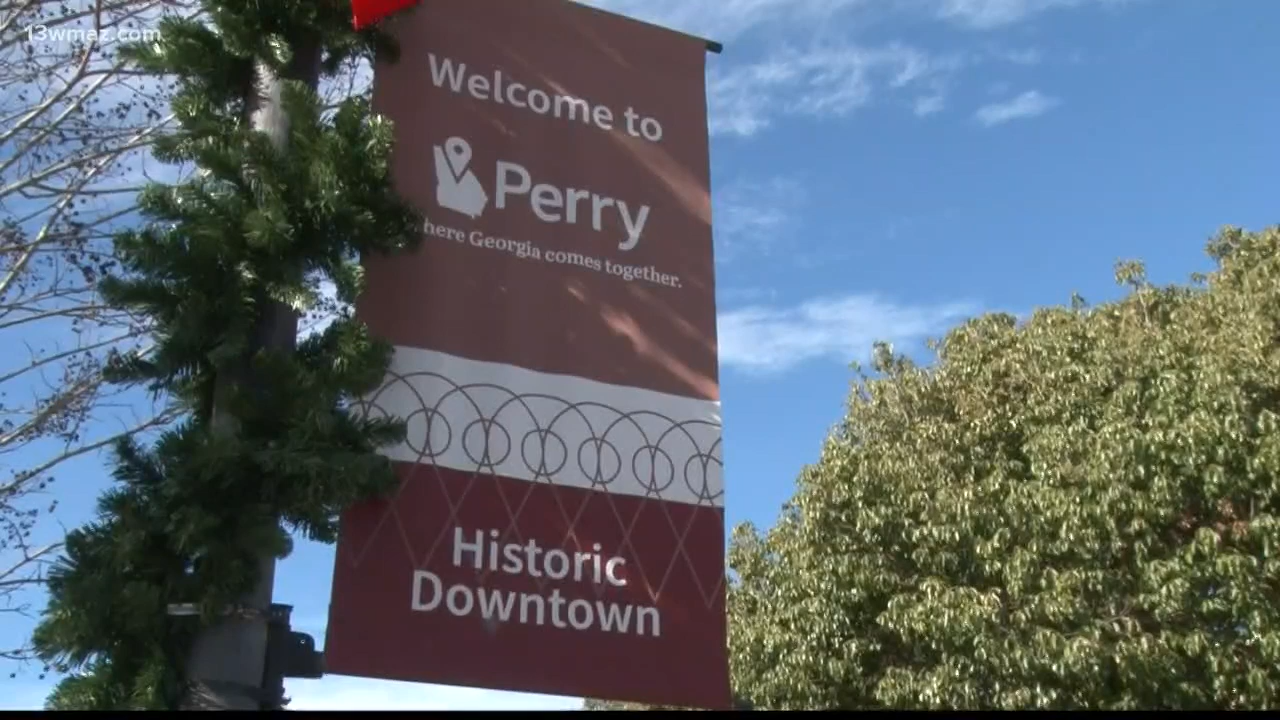 13wmaz.com
Welcome to
Perry
here Georgia comes together.
Historic
Downtown